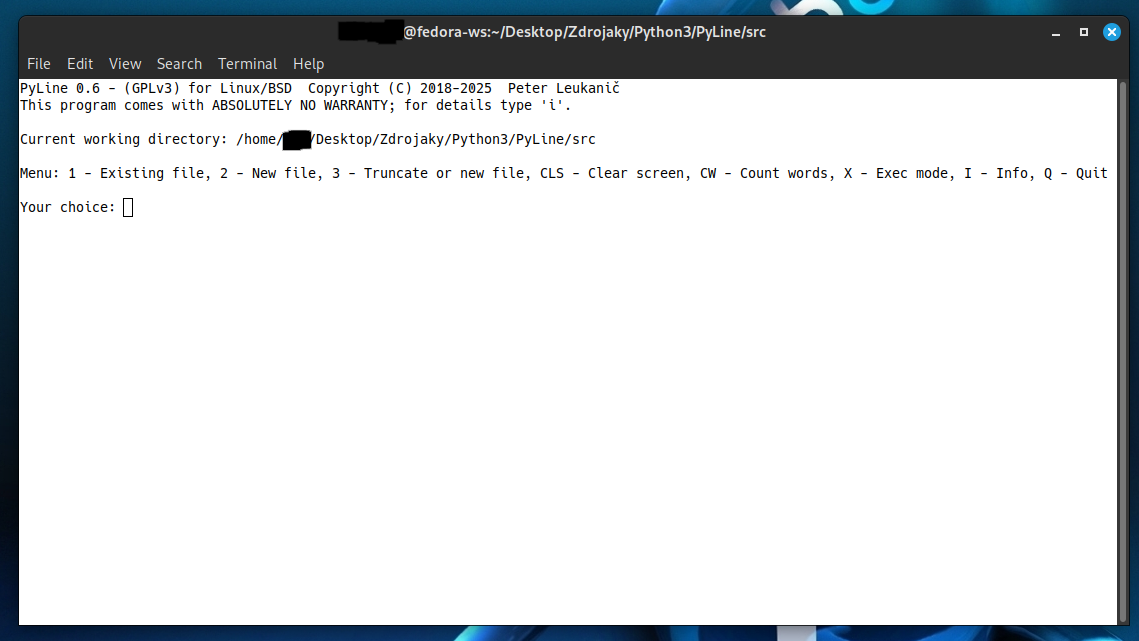 @fedora-ws:~/Desktop/Zdrojaky/Python3/PyLine/src
File Edit View Search Terminal Help
PyLine 0.6 - (GPLv3) for Linux/BSD  Copyright (C) 2018-2025  Peter Leukanič
This program comes with ABSOLUTELY NO WARRANTY; for details type 'i'.
Current working directory: /home/ /Desktop/Zdrojaky/Python3/PyLine/src
Menu: 1 - Existing file, 2 - New file, 3 - Truncate or new file, CLS - Clear screen, CW - Count words, X - Exec mode, I - Info, Q - Quit
Your choice: